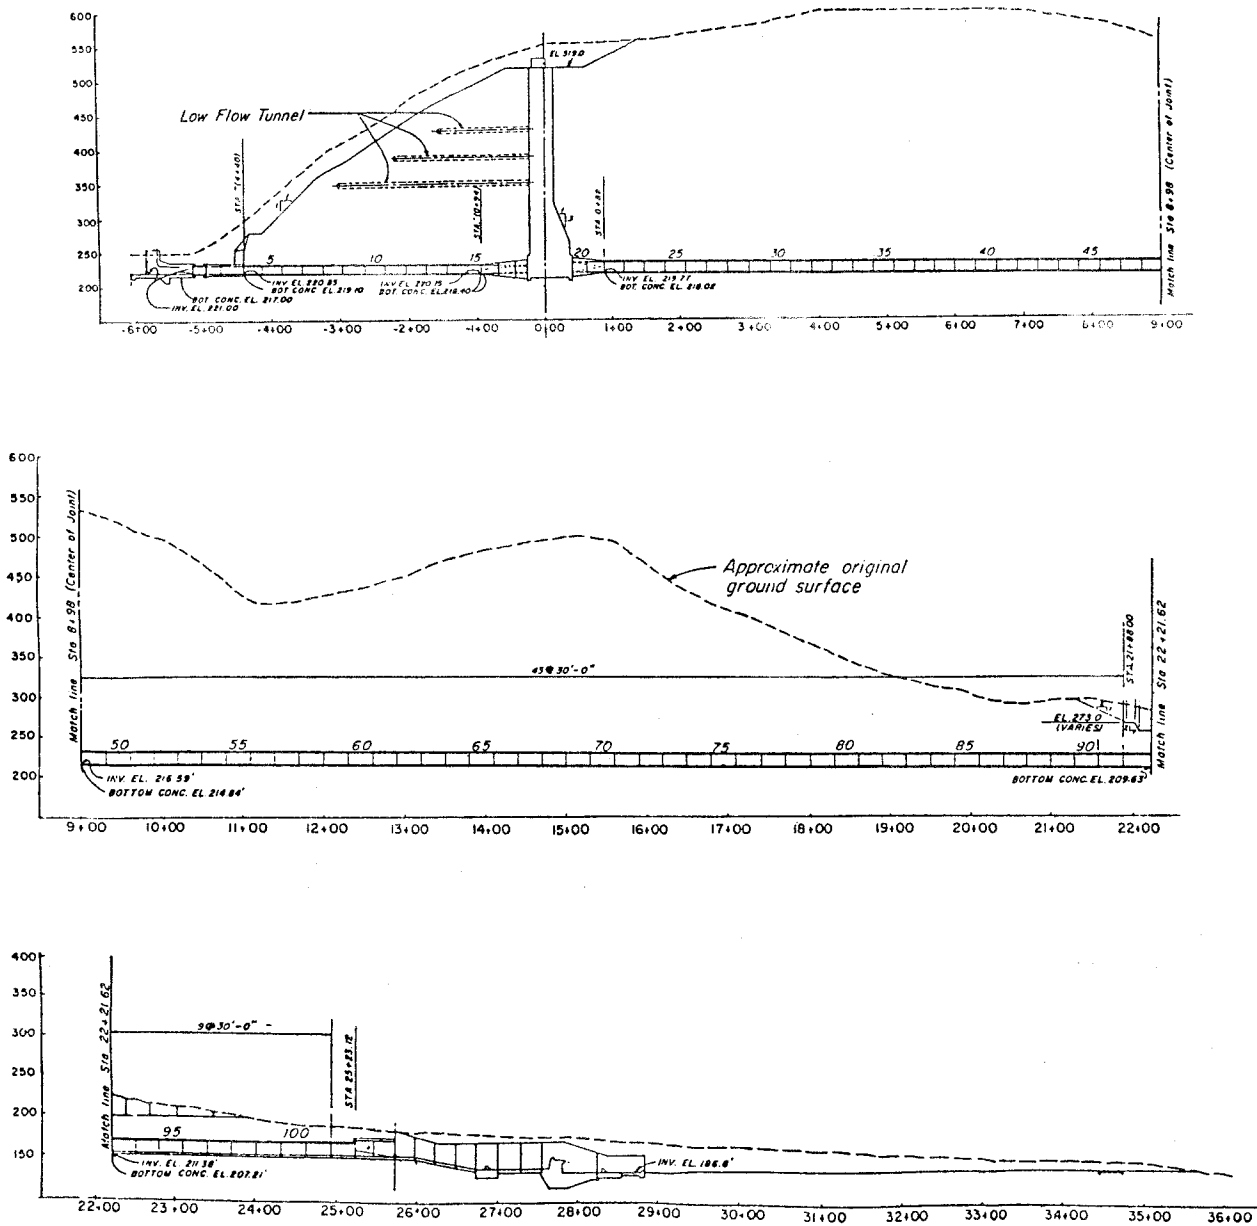 600
550
500
450
400
350
300
250
200
EL 519.0
Low Flow Tunnel
STA. 0+82
Match line Sta 8+98 (Center of Joint)
5 10 15 20 25 30 35 40 45
INV. EL. 220.85
BOT CONC. EL. 219.10
INV. EL. 220.15
BOT. CONC. EL. 218.40
INV. EL. 219.77
BOT. CONC. EL. 218.02
BOT. CONC. EL. 217.00
INV. EL. 221.00
-6+00 -5+00 -4+00 -3+00 -2+00 -1+00 0+00 1+00 2+00 3+00 4+00 5+00 6+00 7+00 8+00 9+00
600
550
500
450
400
350
300
250
200
Match line Sta 8+98 (Center of Joint)
Approximate original
ground surface
30'-0"
STA. 21+88.00
Match line Sta 22+21.62
EL. 273.0
(VARIES)
50 55 60 65 70 75 80 85 90
INV. EL. 216.59'
BOTTOM CONC. EL. 214.84'
BOTTOM CONC. EL. 209.63'
9+00 10+00 11+00 12+00 13+00 14+00 15+00 16+00 17+00 18+00 19+00 20+00 21+00 22+00
400
350
300
250
200
150
Match line Sta 22+21.62
9@30'-0"
STA 25+23.12
95 100
INV. EL. 211.38'
BOTTOM CONC. EL. 207.21'
INV. EL. 186.8'
22+00 23+00 24+00 25+00 26+00 27+00 28+00 29+00 30+00 31+00 32+00 33+00 34+00 35+00 36+00